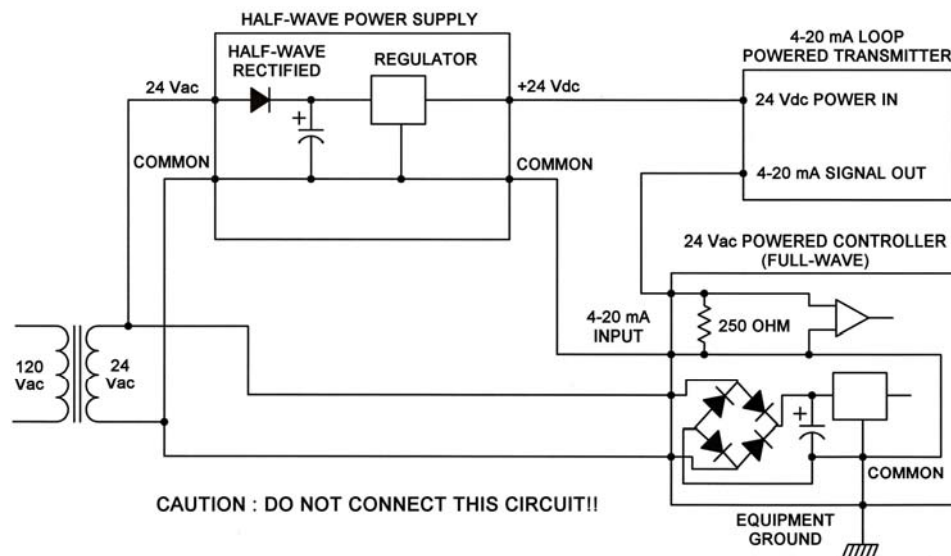 HALF-WAVE POWER SUPPLY
HALF-WAVE
RECTIFIED
REGULATOR
24 Vac
+24 Vdc
+
COMMON
COMMON
4-20 mA LOOP
POWERED TRANSMITTER
24 Vdc POWER IN
4-20 mA SIGNAL OUT
24 Vac POWERED CONTROLLER
(FULL-WAVE)
4-20 mA
INPUT
250 OHM
120
Vac
24
Vac
+
COMMON
CAUTION : DO NOT CONNECT THIS CIRCUIT!!
EQUIPMENT
GROUND